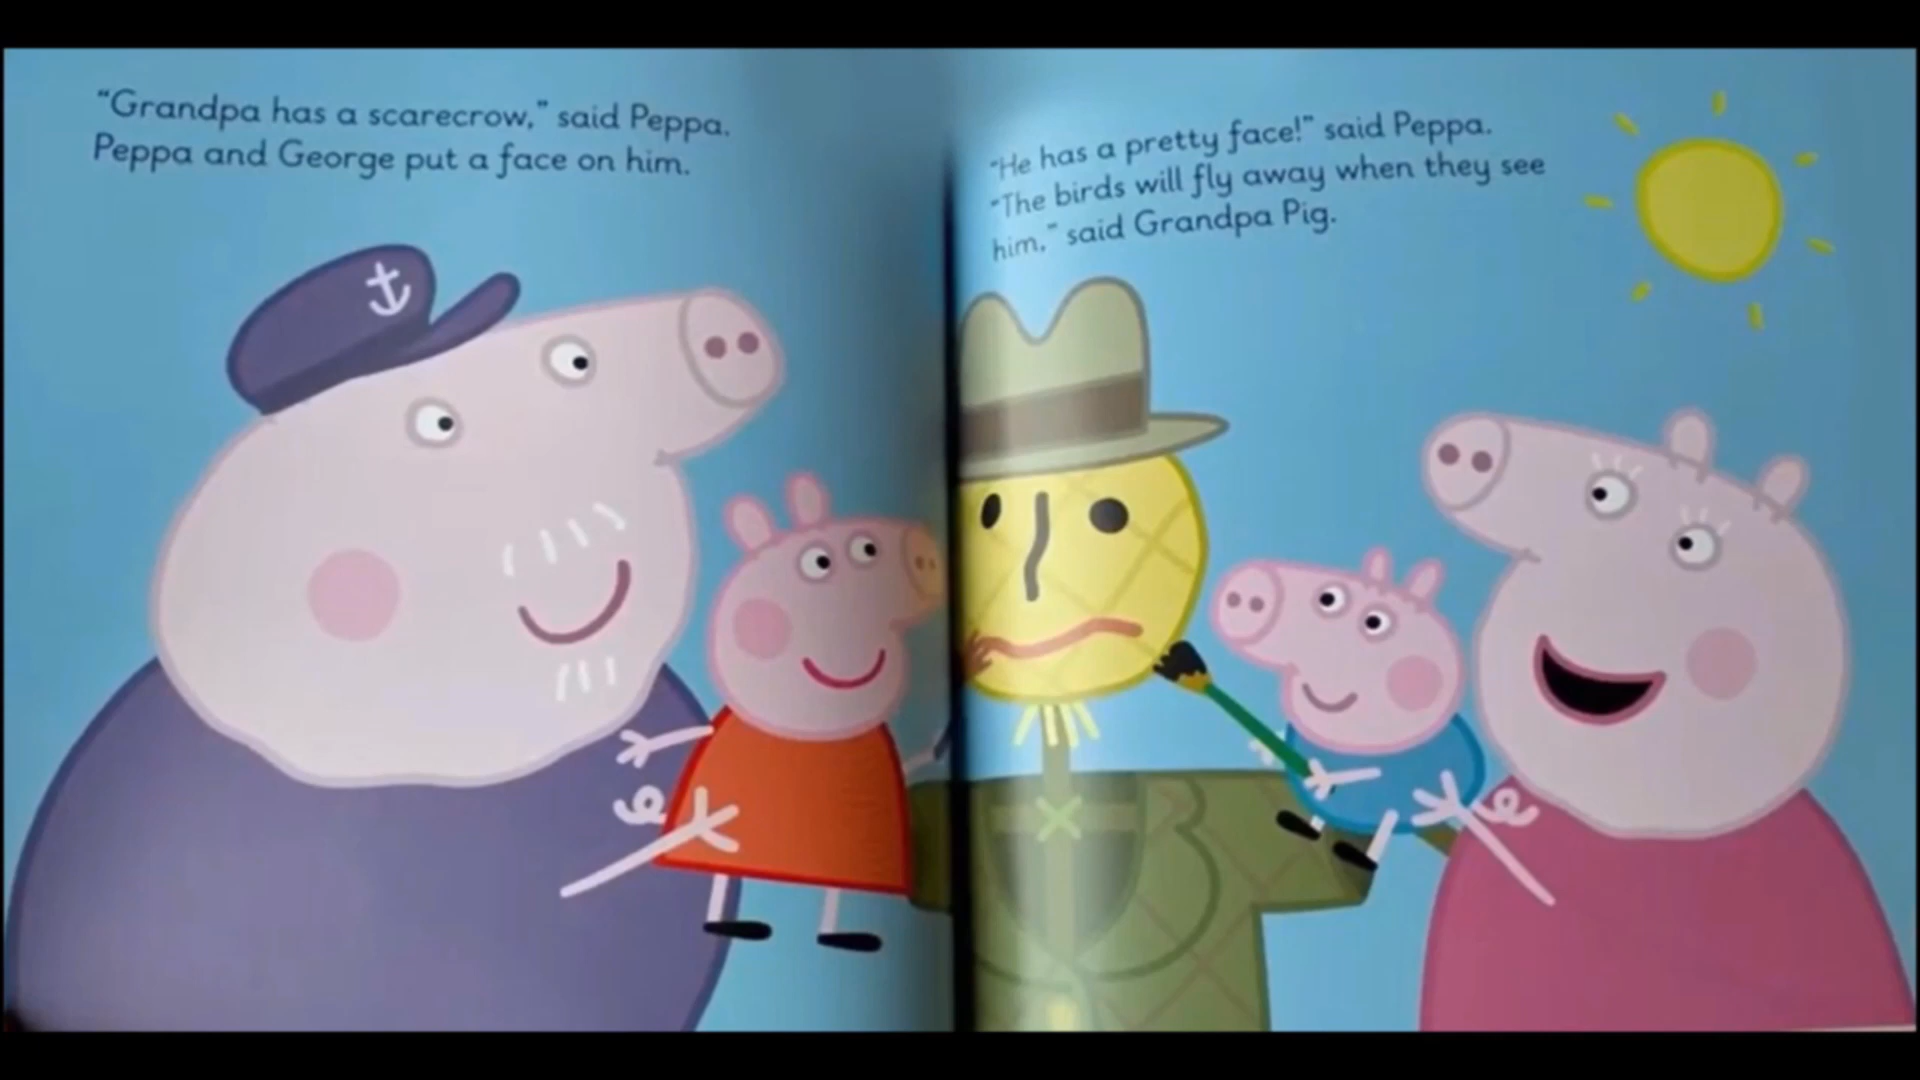 “Grandpa has a scarecrow,” said Peppa.
Peppa and George put a face on him.
“He has a pretty face!” said Peppa.
“The birds will fly away when they see
him,” said Grandpa Pig.